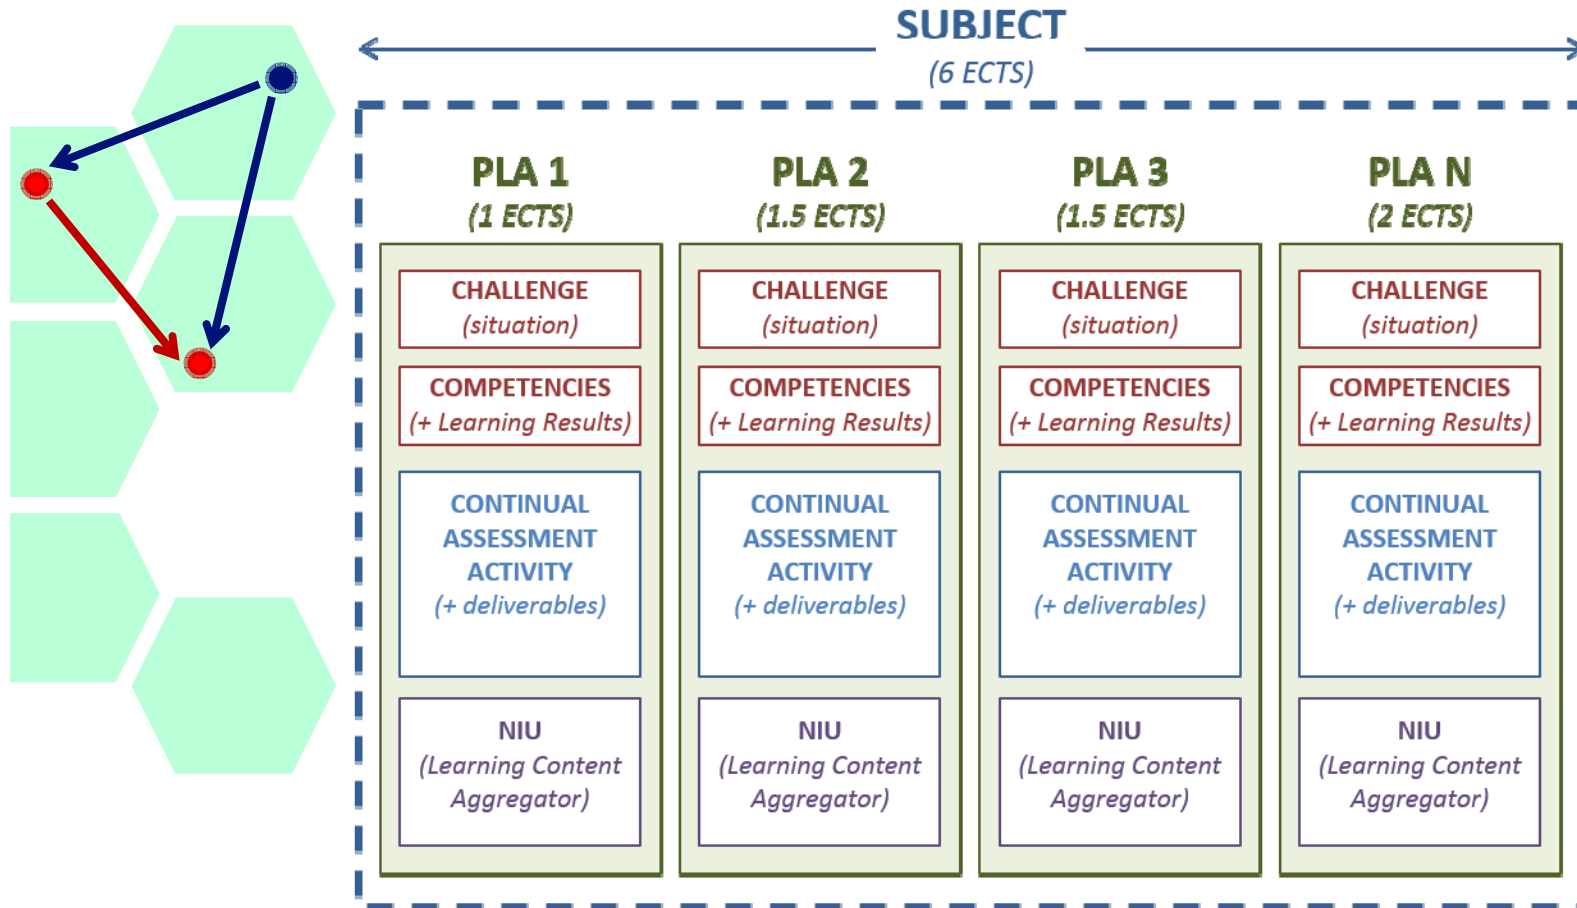 SUBJECT
(6 ECTS)
PLA 1
(1 ECTS)
CHALLENGE
(situation)
COMPETENCIES
(+ Learning Results)
CONTINUAL
ASSESSMENT
ACTIVITY
(+ deliverables)
NIU
(Learning Content
Aggregator)
PLA 2
(1.5 ECTS)
CHALLENGE
(situation)
COMPETENCIES
(+ Learning Results)
CONTINUAL
ASSESSMENT
ACTIVITY
(+ deliverables)
NIU
(Learning Content
Aggregator)
PLA 3
(1.5 ECTS)
CHALLENGE
(situation)
COMPETENCIES
(+ Learning Results)
CONTINUAL
ASSESSMENT
ACTIVITY
(+ deliverables)
NIU
(Learning Content
Aggregator)
PLA N
(2 ECTS)
CHALLENGE
(situation)
COMPETENCIES
(+ Learning Results)
CONTINUAL
ASSESSMENT
ACTIVITY
(+ deliverables)
NIU
(Learning Content
Aggregator)